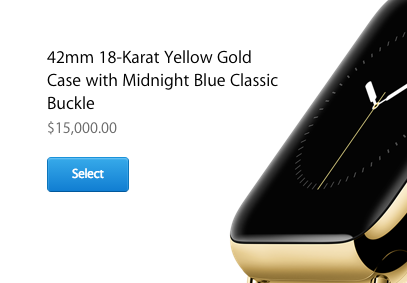 42mm 18-Karat Yellow Gold
Case with Midnight Blue Classic
Buckle
$15,000.00
Select